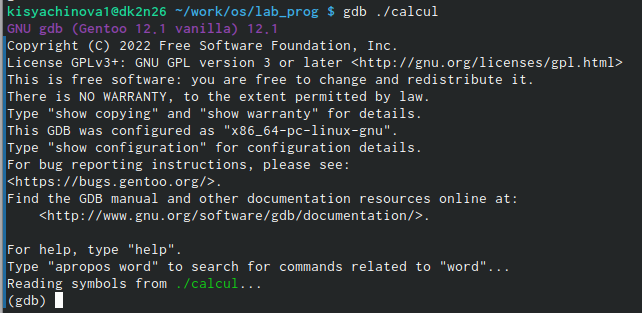 kisyachinova1@dk2n26 ~/work/os/lab_prog $ gdb ./calcul
GNU gdb (Gentoo 12.1 vanilla) 12.1
Copyright (C) 2022 Free Software Foundation, Inc.
License GPLv3+: GNU GPL version 3 or later <http://gnu.org/licenses/gpl.html>
This is free software: you are free to change and redistribute it.
There is NO WARRANTY, to the extent permitted by law.
Type "show copying" and "show warranty" for details.
This GDB was configured as "x86_64-pc-linux-gnu".
Type "show configuration" for configuration details.
For bug reporting instructions, please see:
<https://bugs.gentoo.org/>.
Find the GDB manual and other documentation resources online at:
    <http://www.gnu.org/software/gdb/documentation/>.

For help, type "help".
Type "apropos word" to search for commands related to "word"...
Reading symbols from ./calcul...
(gdb)